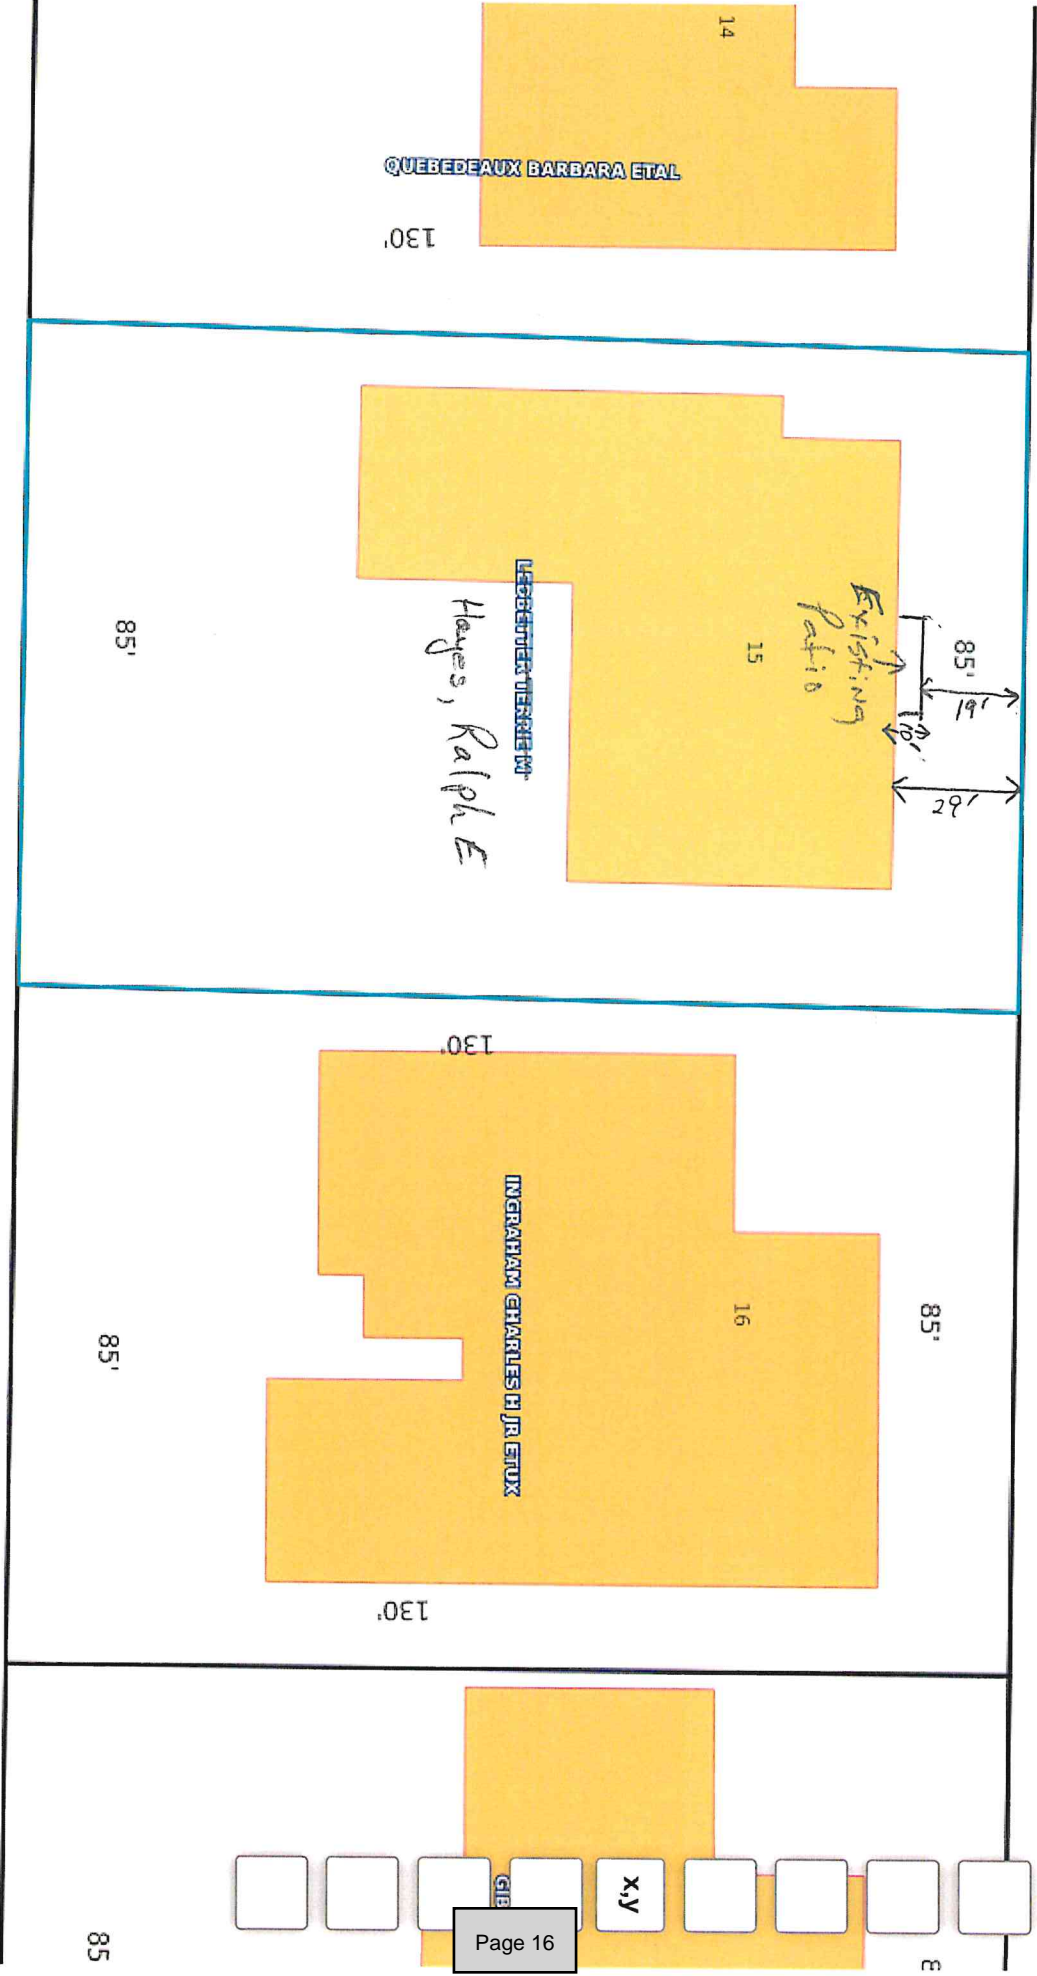 14
QUEBEDEAUX BARBARA ETAL
130'
85'
19'
10'
29'
Existing
Patio
15
LEDBETTER TERRIE M
Hayes, Ralph E
85'
130'
85'
16
INGRAHAM CHARLES H JR ETUX
85'
130'
x,y
GIB
Page 16
85